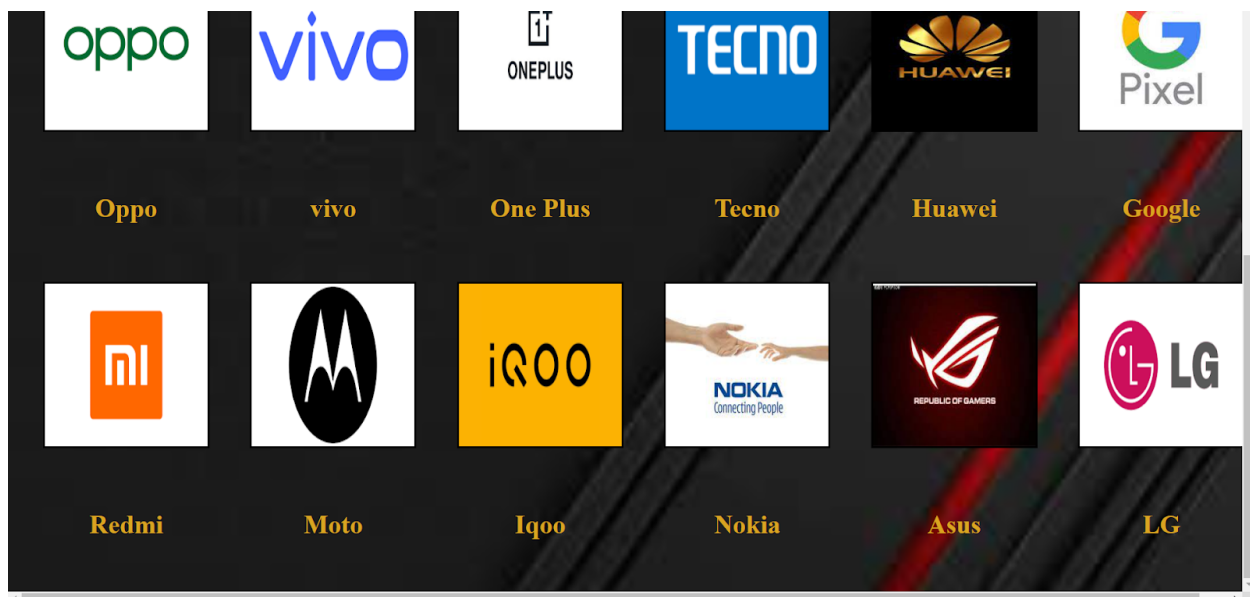 oppo
vivo
ONEPLUS
TECNO
HUAWEI
Pixel
Oppo
vivo
One Plus
Tecno
Huawei
Google
mi
iQOO
NOKIA
Connecting People
REPUBLIC OF GAMERS
LG
Redmi
Moto
Iqoo
Nokia
Asus
LG